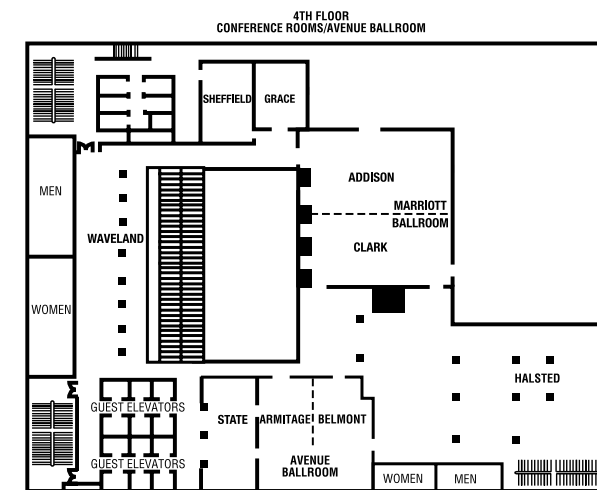 4TH FLOOR
CONFERENCE ROOMS/AVENUE BALLROOM
SHEFFIELD
GRACE
ADDISON
MEN
MARRIOTT
BALLROOM
WAVELAND
CLARK
WOMEN
HALSTED
GUEST ELEVATORS
STATE
ARMITAGE
BELMONT
GUEST ELEVATORS
AVENUE
BALLROOM
WOMEN
MEN